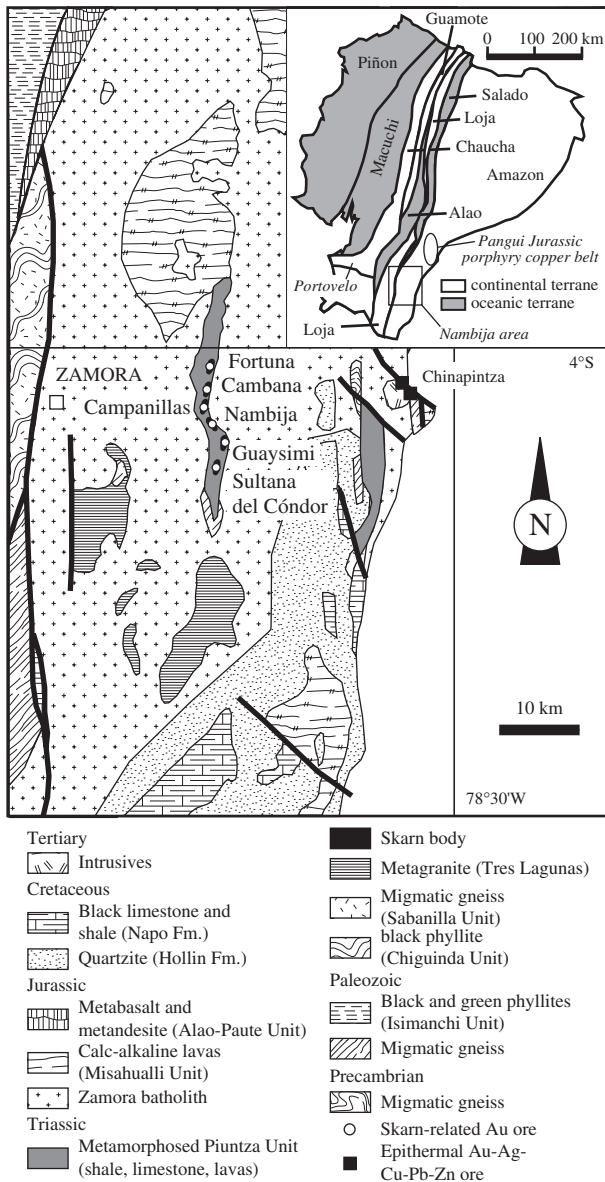 Guamote
0 100 200 km
Piñon
Salado
Loja
Macuchi
Chaucha
Amazon
Alao
Pangui Jurassic
porphyry copper belt
Portovelo
continental terrane
oceanic terrane
Loja
Nambija area
4°S
ZAMORA
Fortuna
Cambana
Chinapintza
Campanillas
Nambija
Guaysimi
Sultana
del Cóndor
N
10 km
78°30'W
Tertiary
Intrusives
Cretaceous
Black limestone and
shale (Napo Fm.)
Quartzite (Hollin Fm.)
Jurassic
Metabasalt and
metandesite (Alao-Paute Unit)
Calc-alkaline lavas
(Misahualli Unit)
Zamora batholith
Triassic
Metamorphosed Piuntza Unit
(shale, limestone, lavas)
Skarn body
Metagranite (Tres Lagunas)
Migmatic gneiss
(Sabanilla Unit)
black phyllite
(Chiguinda Unit)
Paleozoic
Black and green phyllites
(Isimanchi Unit)
Migmatic gneiss
Precambrian
Migmatic gneiss
Skarn-related Au ore
Epithermal Au-Ag-
Cu-Pb-Zn ore